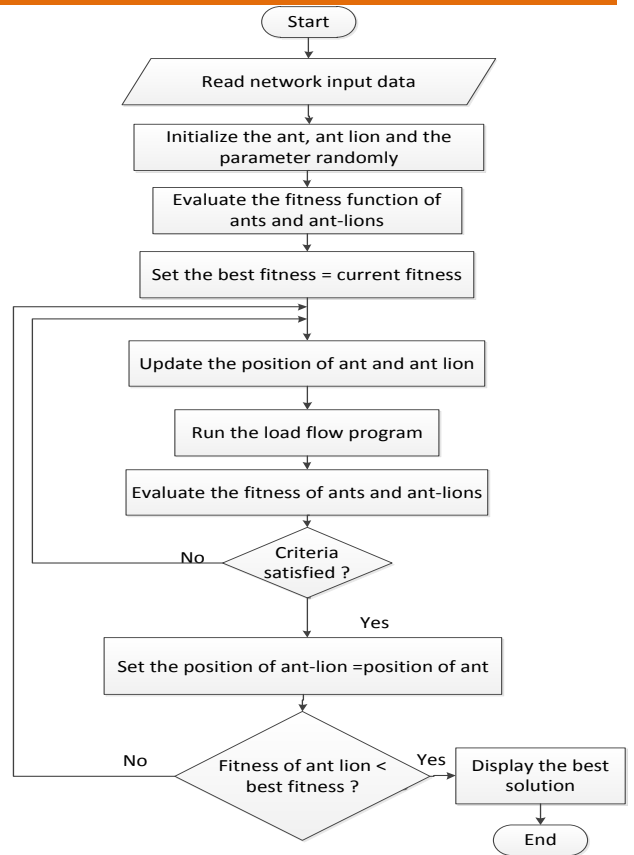 Start
Read network input data
Initialize the ant, ant lion and the
parameter randomly
Evaluate the fitness function of
ants and ant-lions
Set the best fitness = current fitness
Update the position of ant and ant lion
Run the load flow program
Evaluate the fitness of ants and ant-lions
No
Criteria
satisfied ?
Yes
Set the position of ant-lion =position of ant
No
Fitness of ant lion <
best fitness ?
Yes
Display the best
solution
End